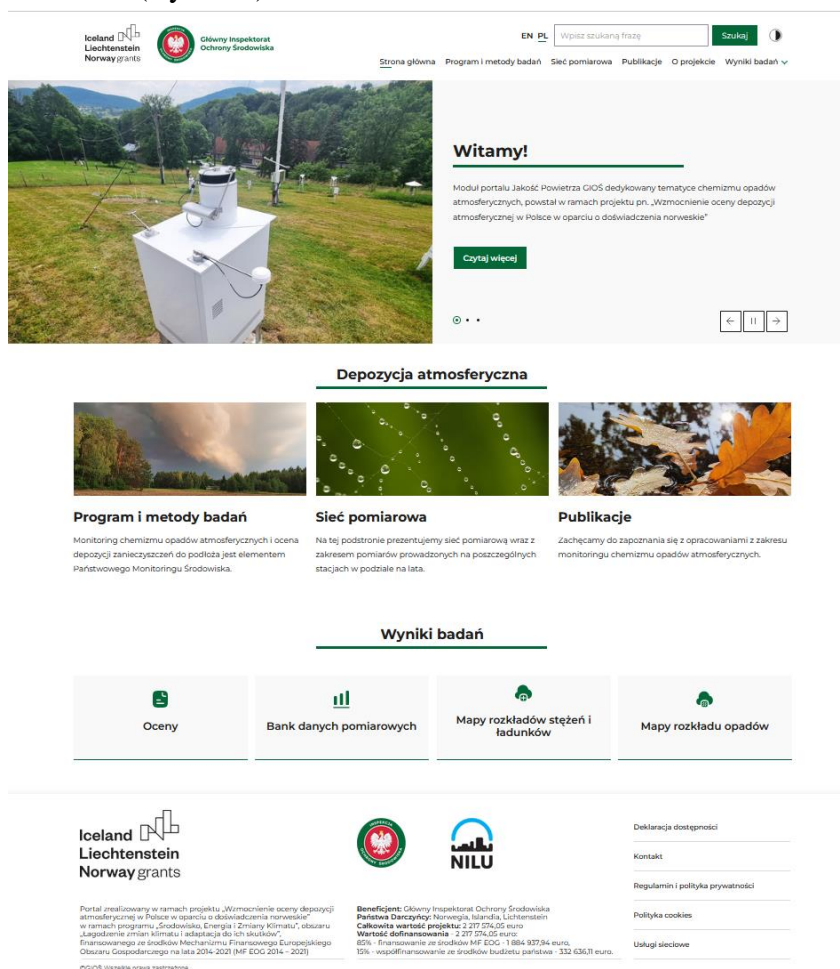 Iceland
Liechtenstein
Norway grants
Główny Inspektorat
Ochrony Środowiska
EN PL
Wpisz szukaną frazę
Szukaj
Strona główna
Program i metody badań
Sieć pomiarowa
Publikacje
O projekcie
Wyniki badań
Witamy!
Moduł portalu Jakość Powietrza GIOŚ dedykowany tematyce chemizmu opadów
atmosferycznych, powstał w ramach projektu pn. „Wzmocnienie oceny depozycji
atmosferycznej w Polsce w oparciu o doświadczenia norweskie”
Czytaj więcej
Depozycja atmosferyczna
Program i metody badań
Monitoring chemizmu opadów atmosferycznych i ocena
depozycji zanieczyszczeń do podłoża jest elementem
Państwowego Monitoringu Środowiska.
Sieć pomiarowa
Na tej podstronie prezentujemy sieć pomiarową wraz z
zakresem pomiarów prowadzonych na poszczególnych
stacjach w podziale na lata.
Publikacje
Zachęcamy do zapoznania się z opracowaniami z zakresu
monitoringu chemizmu opadów atmosferycznych.
Wyniki badań
Oceny
Bank danych pomiarowych
Mapy rozkładów stężeń i
ładunków
Mapy rozkładu opadów
Iceland
Liechtenstein
Norway grants
NILU
Deklaracja dostępności
Kontakt
Regulamin i polityka prywatności
Polityka cookies
Usługi sieciowe
Portal zrealizowany w ramach projektu „Wzmocnienie oceny depozycji
atmosferycznej w Polsce w oparciu o doświadczenia norweskie”
w ramach programu „Środowisko, Energia i Zmiany Klimatu”, obszaru
„Łagodzenie zmian klimatu i adaptacja do ich skutków”,
finansowanego ze środków Mechanizmu Finansowego Europejskiego
Obszaru Gospodarczego na lata 2014-2021 (MF EOG 2014 – 2021)
Beneficjent: Główny Inspektorat Ochrony Środowiska
Państwa Darczyńcy: Norwegia, Islandia, Lichtenstein
Całkowita wartość projektu: 2 217 574,05 euro
Wartość dofinansowania - 2 217 574,05 euro:
85% - finansowanie ze środków MF EOG - 1 884 937,94 euro,
15% - współfinansowanie ze środków budżetu państwa - 332 636,11 euro.
©GIOŚ Wszelkie prawa zastrzeżone